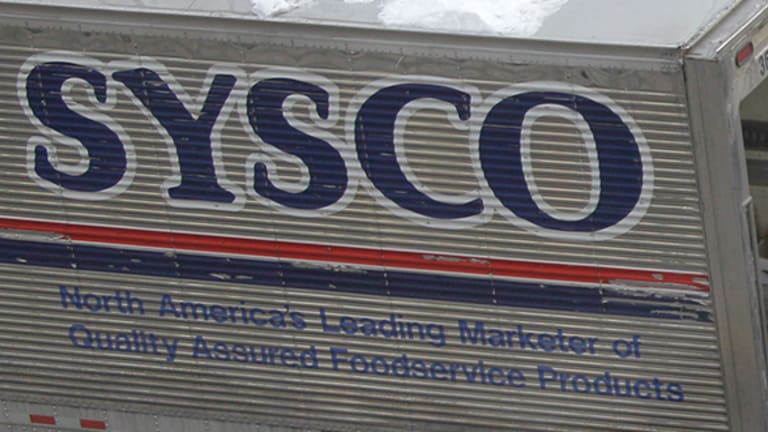 SYSCO
North America's Leading Marketer of
Quality Assured Foodservice Products